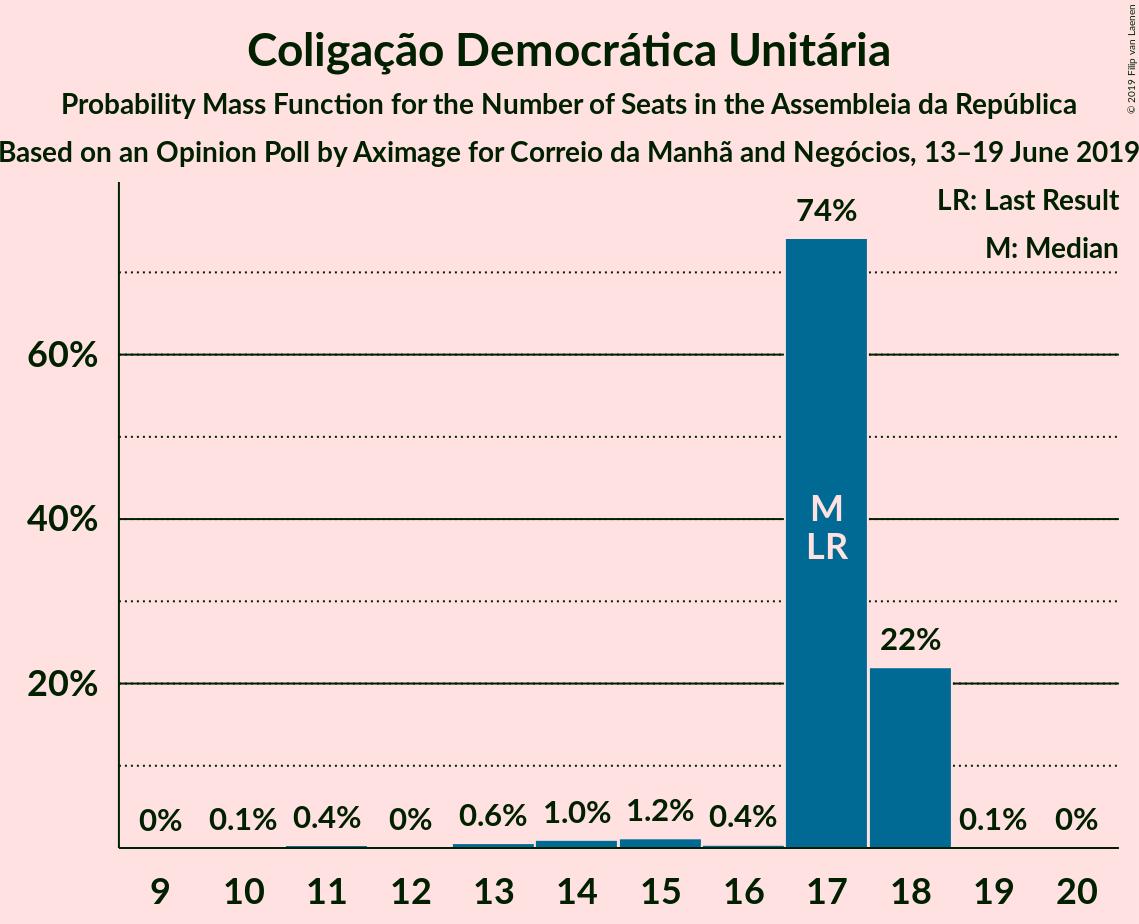 Coligação Democrática Unitária
Probability Mass Function for the Number of Seats in the Assembleia da República
Based on an Opinion Poll by Aximage for Correio da Manhã and Negócios, 13–19 June 2019
© 2019 Filip van Laenen
LR: Last Result
M: Median
60%
40%
20%
0%
0.1%
0.4%
0%
0.6%
1.0%
1.2%
0.4%
74%
M
LR
22%
0.1%
0%
9 10 11 12 13 14 15 16 17 18 19 20